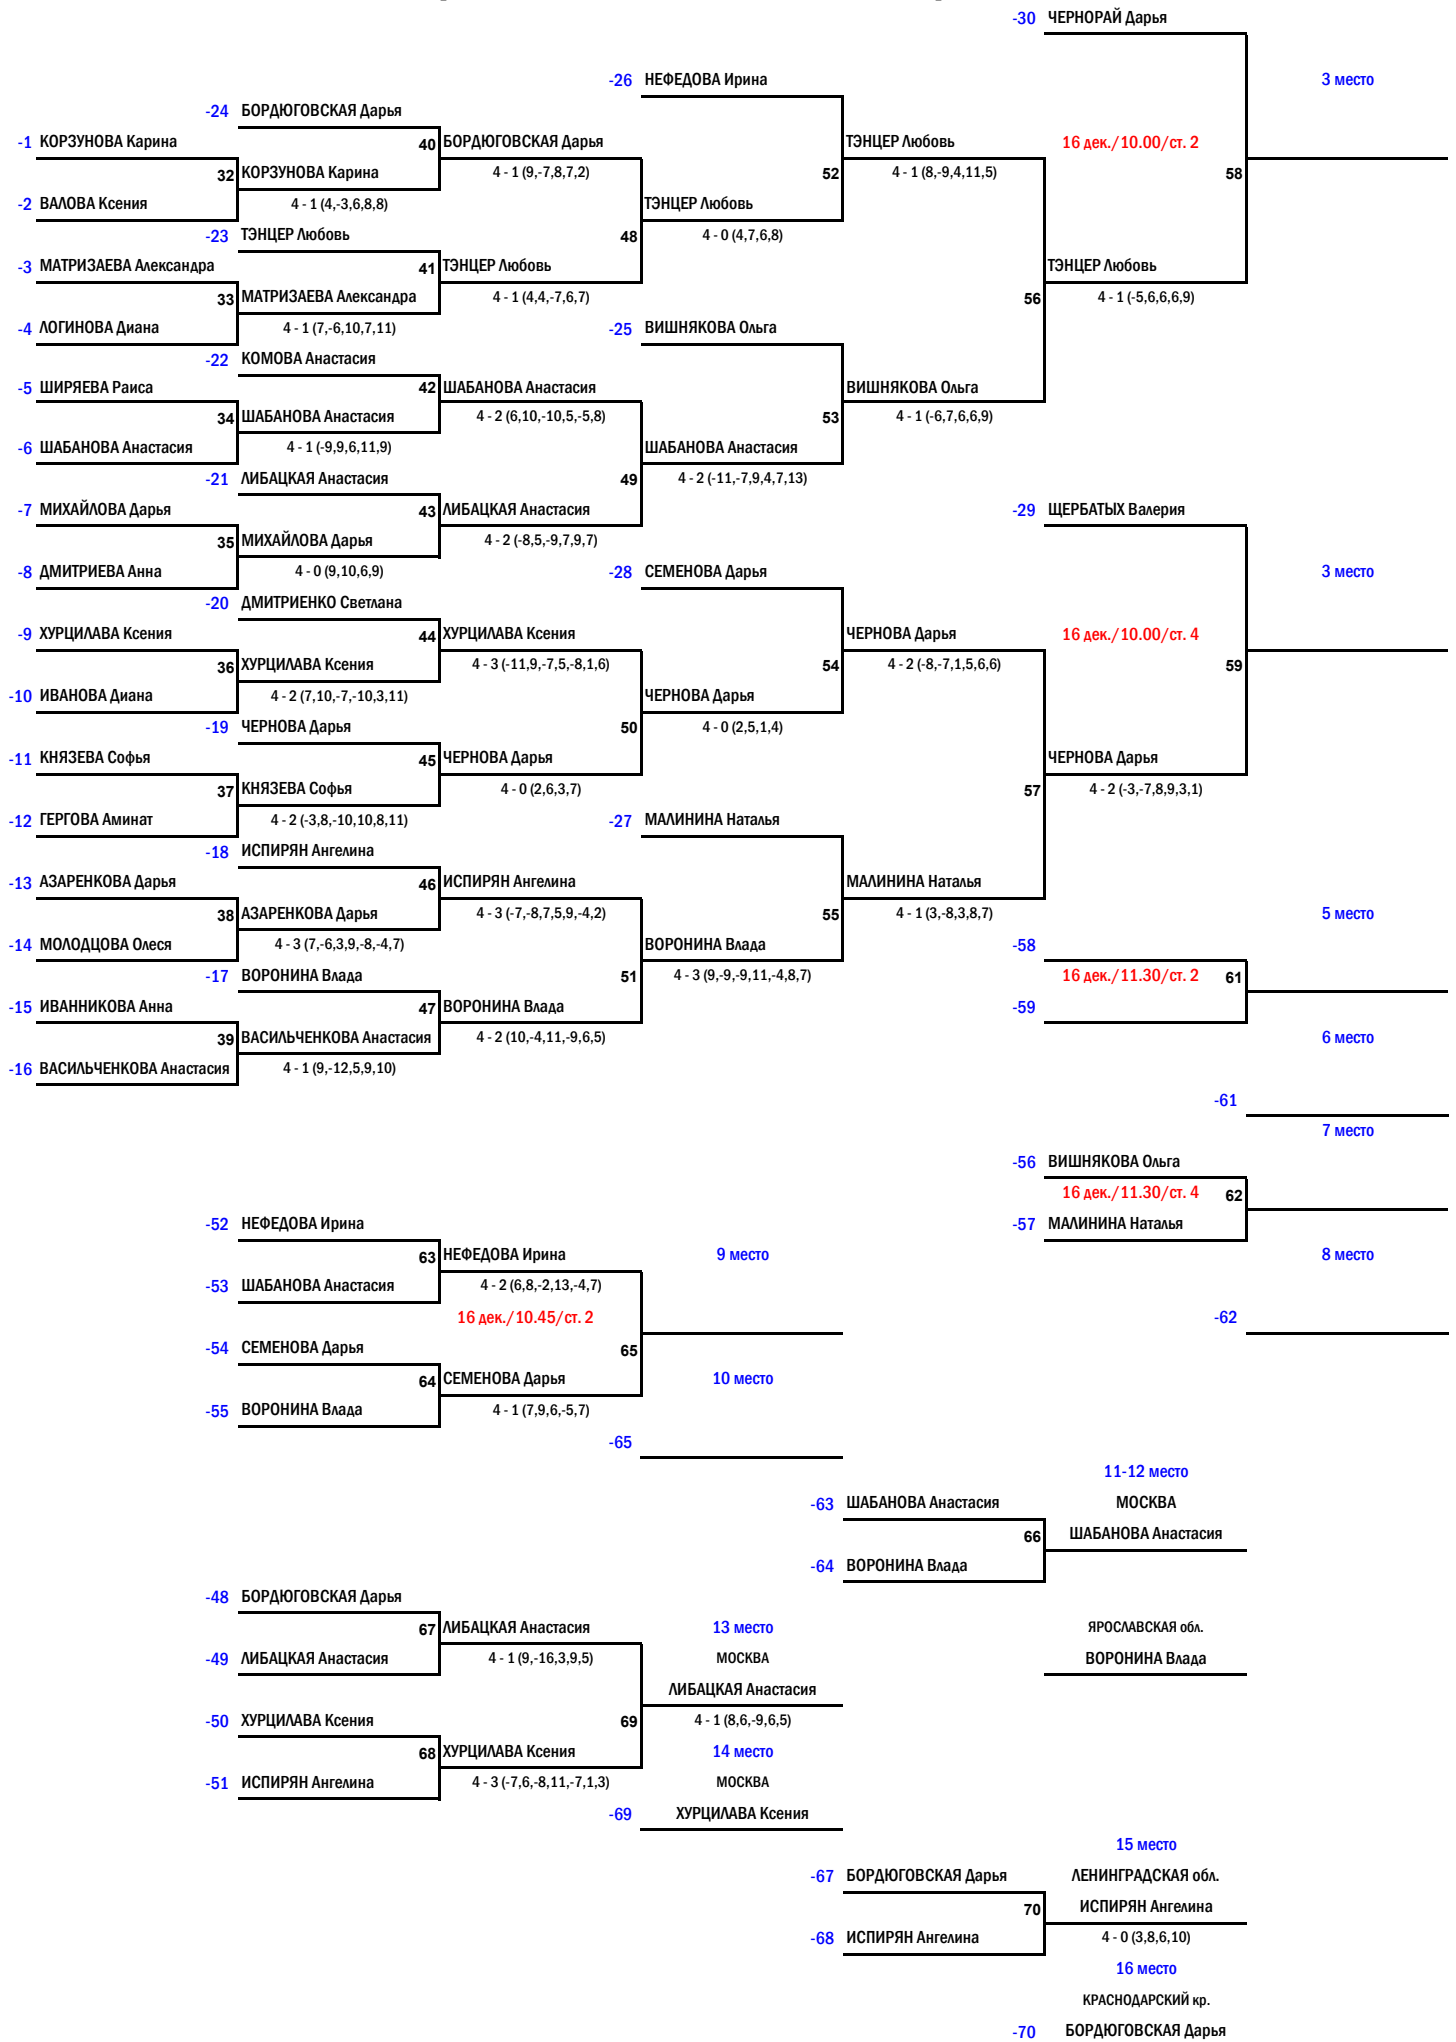 -30 ЧЕРНОРАЙ Дарья
-26 НЕФЕДОВА Ирина
3 место
-24 БОРДЮГОВСКАЯ Дарья
-1 КОРЗУНОВА Карина
40 БОРДЮГОВСКАЯ Дарья
ТЭНЦЕР Любовь
16 дек./10.00/ст. 2
32 КОРЗУНОВА Карина
4 - 1 (9,-7,8,7,2)
52
4 - 1 (8,-9,4,11,5)
58
-2 ВАЛОВА Ксения
4 - 1 (4,-3,6,8,8)
ТЭНЦЕР Любовь
-23 ТЭНЦЕР Любовь
48
4 - 0 (4,7,6,8)
-3 МАТРИЗАЕВА Александра
41 ТЭНЦЕР Любовь
ТЭНЦЕР Любовь
33 МАТРИЗАЕВА Александра
4 - 1 (4,4,-7,6,7)
56
4 - 1 (-5,6,6,6,9)
-4 ЛОГИНОВА Диана
4 - 1 (7,-6,10,7,11)
-25 ВИШНЯКОВА Ольга
-22 КОМОВА Анастасия
-5 ШИРЯЕВА Раиса
42 ШАБАНОВА Анастасия
ВИШНЯКОВА Ольга
34 ШАБАНОВА Анастасия
4 - 2 (6,10,-10,5,-5,8)
53
4 - 1 (-6,7,6,6,9)
-6 ШАБАНОВА Анастасия
4 - 1 (-9,9,6,11,9)
ШАБАНОВА Анастасия
-21 ЛИБАЦКАЯ Анастасия
49
4 - 2 (-11,-7,9,4,7,13)
-7 МИХАЙЛОВА Дарья
43 ЛИБАЦКАЯ Анастасия
-29 ЩЕРБАТЫХ Валерия
35 МИХАЙЛОВА Дарья
4 - 2 (-8,5,-9,7,9,7)
-8 ДМИТРИЕВА Анна
4 - 0 (9,10,6,9)
-28 СЕМЕНОВА Дарья
3 место
-20 ДМИТРИЕНКО Светлана
-9 ХУРЦИЛАВА Ксения
44 ХУРЦИЛАВА Ксения
ЧЕРНОВА Дарья
16 дек./10.00/ст. 4
36 ХУРЦИЛАВА Ксения
4 - 3 (-11,9,-7,5,-8,1,6)
54
4 - 2 (-8,-7,1,5,6,6)
59
-10 ИВАНОВА Диана
4 - 2 (7,10,-7,-10,3,11)
ЧЕРНОВА Дарья
-19 ЧЕРНОВА Дарья
50
4 - 0 (2,5,1,4)
-11 КНЯЗЕВА Софья
45 ЧЕРНОВА Дарья
ЧЕРНОВА Дарья
37 КНЯЗЕВА Софья
4 - 0 (2,6,3,7)
57
4 - 2 (-3,-7,8,9,3,1)
-12 ГЕРГОВА Аминат
4 - 2 (-3,8,-10,10,8,11)
-27 МАЛИНИНА Наталья
-18 ИСПИРЯН Ангелина
-13 АЗАРЕНКОВА Дарья
46 ИСПИРЯН Ангелина
МАЛИНИНА Наталья
38 АЗАРЕНКОВА Дарья
4 - 3 (-7,-8,7,5,9,-4,2)
55
4 - 1 (3,-8,3,8,7)
5 место
-14 МОЛОДЦОВА Олеся
4 - 3 (7,-6,3,9,-8,-4,7)
ВОРОНИНА Влада
-58
-17 ВОРОНИНА Влада
51
4 - 3 (9,-9,-9,11,-4,8,7)
16 дек./11.30/ст. 2
61
-15 ИВАННИКОВА Анна
47 ВОРОНИНА Влада
-59
39 ВАСИЛЬЧЕНКОВА Анастасия
4 - 2 (10,-4,11,-9,6,5)
6 место
-16 ВАСИЛЬЧЕНКОВА Анастасия
4 - 1 (9,-12,5,9,10)
-61
7 место
-56 ВИШНЯКОВА Ольга
16 дек./11.30/ст. 4
62
-52 НЕФЕДОВА Ирина
-57 МАЛИНИНА Наталья
63 НЕФЕДОВА Ирина
9 место
8 место
-53 ШАБАНОВА Анастасия
4 - 2 (6,8,-2,13,-4,7)
16 дек./10.45/ст. 2
-62
-54 СЕМЕНОВА Дарья
65
64 СЕМЕНОВА Дарья
10 место
-55 ВОРОНИНА Влада
4 - 1 (7,9,6,-5,7)
-65
11-12 место
-63 ШАБАНОВА Анастасия
МОСКВА
66
ШАБАНОВА Анастасия
-64 ВОРОНИНА Влада
-48 БОРДЮГОВСКАЯ Дарья
67 ЛИБАЦКАЯ Анастасия
13 место
ЯРОСЛАВСКАЯ обл.
-49 ЛИБАЦКАЯ Анастасия
4 - 1 (9,-16,3,9,5)
МОСКВА
ВОРОНИНА Влада
ЛИБАЦКАЯ Анастасия
-50 ХУРЦИЛАВА Ксения
69
4 - 1 (8,6,-9,6,5)
68 ХУРЦИЛАВА Ксения
14 место
-51 ИСПИРЯН Ангелина
4 - 3 (-7,6,-8,11,-7,1,3)
МОСКВА
-69 ХУРЦИЛАВА Ксения
15 место
-67 БОРДЮГОВСКАЯ Дарья
ЛЕНИНГРАДСКАЯ обл.
70
ИСПИРЯН Ангелина
-68 ИСПИРЯН Ангелина
4 - 0 (3,8,6,10)
16 место
КРАСНОДАРСКИЙ кр.
-70 БОРДЮГОВСКАЯ Дарья